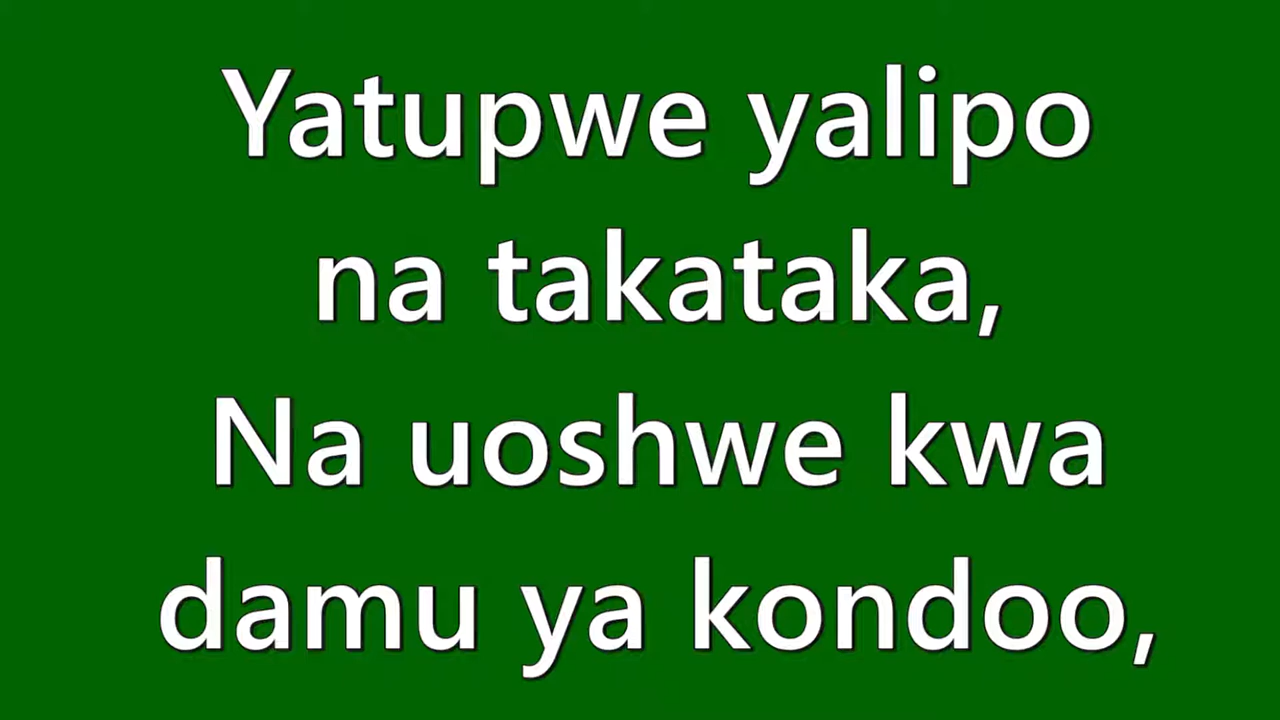 Yatupwe yalipo
na takataka,
Na uoshwe kwa
damu ya kondoo,